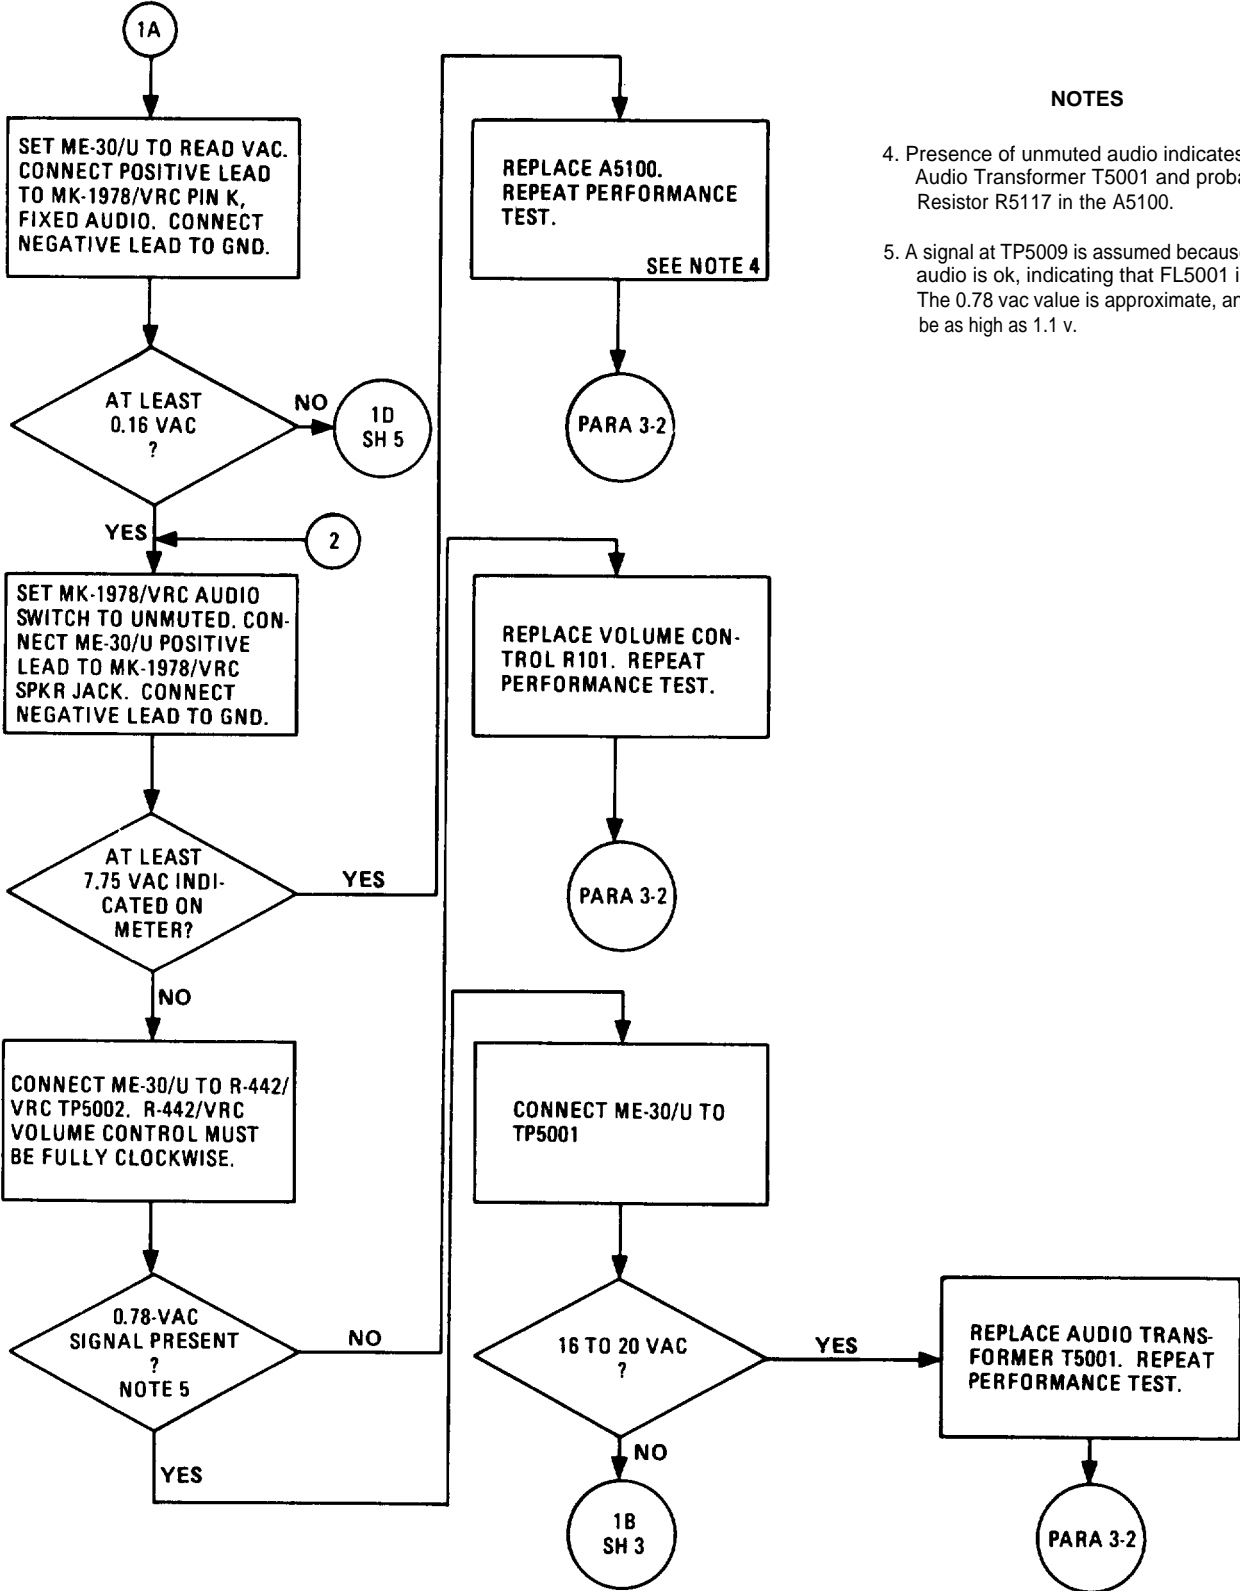 1A
SET ME-30/U TO READ VAC.
CONNECT POSITIVE LEAD
TO MK-1978/VRC PIN K,
FIXED AUDIO. CONNECT
NEGATIVE LEAD TO GND.
AT LEAST
0.16 VAC
?
NO
1D
SH 5
YES
2
SET MK-1978/VRC AUDIO
SWITCH TO UNMUTED. CON-
NECT ME-30/U POSITIVE
LEAD TO MK-1978/VRC
SPKR JACK. CONNECT
NEGATIVE LEAD TO GND.
AT LEAST
7.75 VAC INDI-
CATED ON
METER?
YES
NO
CONNECT ME-30/U TO R-442/
VRC TP5002. R-442/VRC
VOLUME CONTROL MUST
BE FULLY CLOCKWISE.
0.78-VAC
SIGNAL PRESENT
?
NOTE 5
NO
YES
REPLACE A5100.
REPEAT PERFORMANCE
TEST.
SEE NOTE 4
PARA 3-2
REPLACE VOLUME CON-
TROL R101. REPEAT
PERFORMANCE TEST.
PARA 3-2
CONNECT ME-30/U TO
TP5001
16 TO 20 VAC
?
YES
NO
1B
SH 3
REPLACE AUDIO TRANS-
FORMER T5001. REPEAT
PERFORMANCE TEST.
PARA 3-2
NOTES
4. Presence of unmuted audio indicates
Audio Transformer T5001 and proba
Resistor R5117 in the A5100.
5. A signal at TP5009 is assumed because
audio is ok, indicating that FL5001 i
The 0.78 vac value is approximate, an
be as high as 1.1 v.